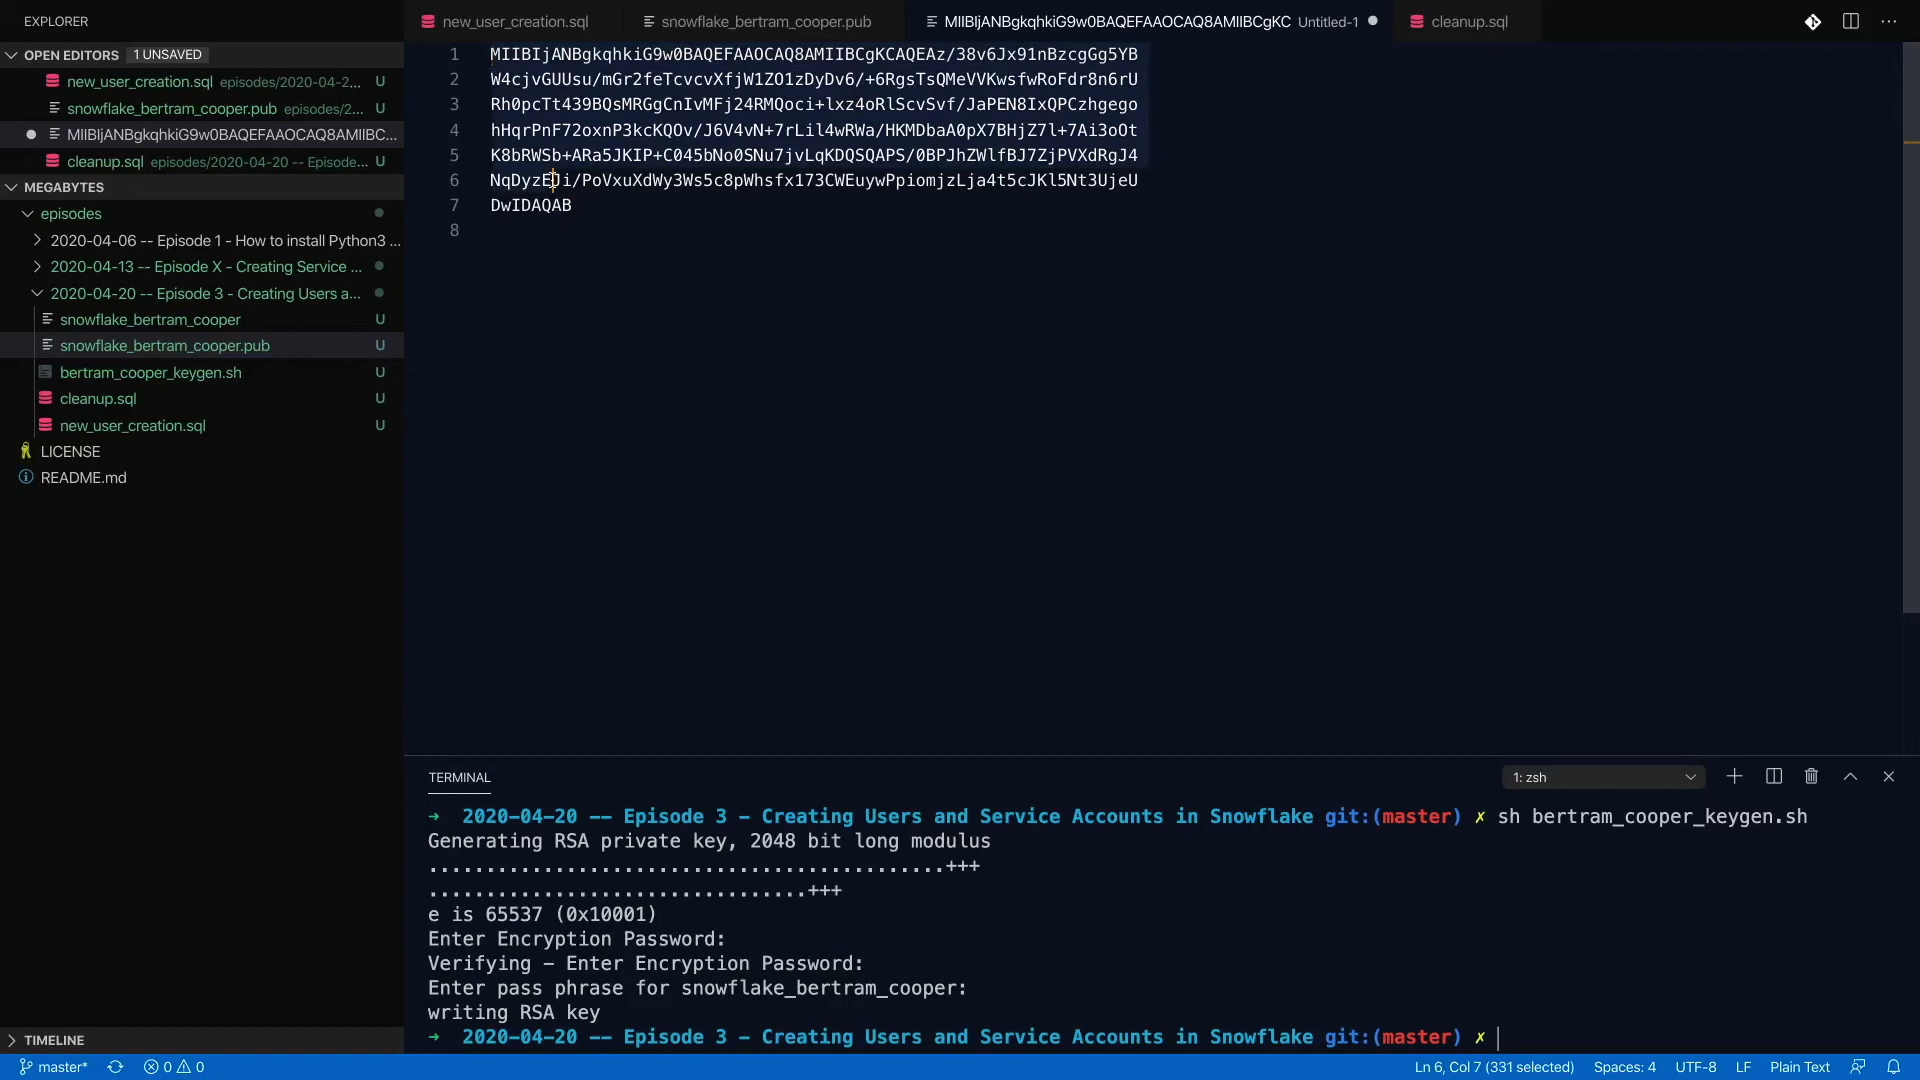 EXPLORER
new_user_creation.sql
snowflake_bertram_cooper.pub
MIIBIjANBgkqhkiG9w0BAQEFAAOCAQ8AMIIBCgKC Untitled-1
cleanup.sql
OPEN EDITORS 1 UNSAVED
new_user_creation.sql episodes/2020-04-2... U
snowflake_bertram_cooper.pub episodes/2... U
MIIBIjANBgkqhkiG9w0BAQEFAAOCAQ8AMIIBC...
cleanup.sql episodes/2020-04-20 -- Episode... U
MEGABYTES
episodes
2020-04-06 -- Episode 1 - How to install Python3 ...
2020-04-13 -- Episode X - Creating Service ...
2020-04-20 -- Episode 3 - Creating Users a...
snowflake_bertram_cooper U
snowflake_bertram_cooper.pub U
bertram_cooper_keygen.sh U
cleanup.sql U
new_user_creation.sql U
LICENSE
README.md
TIMELINE
1 MIIBIjANBgkqhkiG9w0BAQEFAAOCAQ8AMIIBCgKCAQEAz/38v6Jx91nBzcgGg5YB
2 W4cjvGUUsu/mGr2feTcvcvXfjW1ZO1zDyDv6/+6RgsTsQMeVVKwsfwRoFdr8n6rU
3 Rh0pcTt439BQsMRGgCnIvMFj24RMQoci+lxz4oRlScvSvf/JaPEN8IxQPCzhgego
4 hHqrPnF72oxnP3kcKQOv/J6V4vN+7rLil4wRWa/HKMDbaA0pX7BHjZ7l+7Ai3oOt
5 K8bRWSb+ARa5JKIP+C045bNo0SNu7jvLqKDQSQAPS/0BPJhZWlfBJ7ZjPVXdRgJ4
6 NqDyzEJi/PoVxuXdWy3Ws5c8pWhsfx173CWEuywPpiomjzLja4t5cJKl5Nt3UjeU
7 DwIDAQAB
8
TERMINAL
1: zsh
➜ 2020-04-20 -- Episode 3 - Creating Users and Service Accounts in Snowflake git:(master) ✗ sh bertram_cooper_keygen.sh
Generating RSA private key, 2048 bit long modulus
.............................................+++
.................................+++
e is 65537 (0x10001)
Enter Encryption Password:
Verifying - Enter Encryption Password:
Enter pass phrase for snowflake_bertram_cooper:
writing RSA key
➜ 2020-04-20 -- Episode 3 - Creating Users and Service Accounts in Snowflake git:(master) ✗
master* 0 0
Ln 6, Col 7 (331 selected) Spaces: 4 UTF-8 LF Plain Text